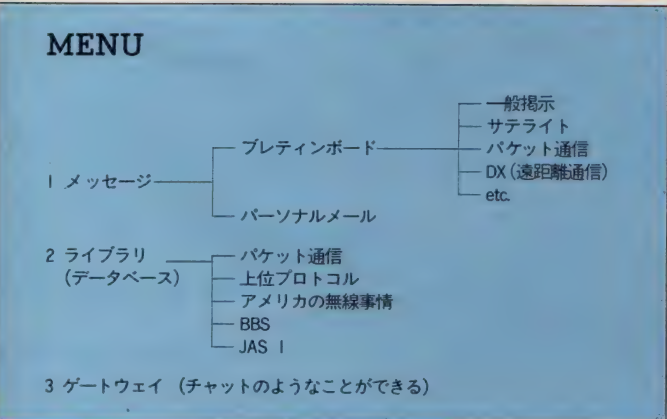 MENU
一般掲示
サテライト
ブレティンボード
パケット通信
DX(遠距離通信)
1 メッセージ
etc.
パーソナルメール
2 ライブラリ
パケット通信
(データベース)
上位プロトコル
アメリカの無線事情
BBS
JAS 1
3 ゲートウェイ (チャットのようなことができる)